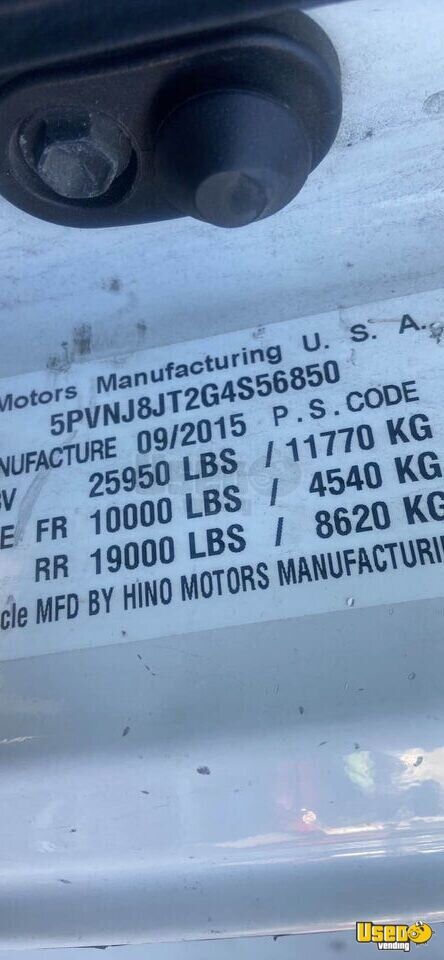 Motors Manufacturing U. S. A.
5PVNJ8JT2G4S56850
NUFACTURE 09/2015 P.S.CODE
25950 LBS / 11770 KG
FR 10000 LBS / 4540 KG
RR 19000 LBS / 8620 KG
cle MFD BY HINO MOTORS MANUFACTURIN
Used
vending